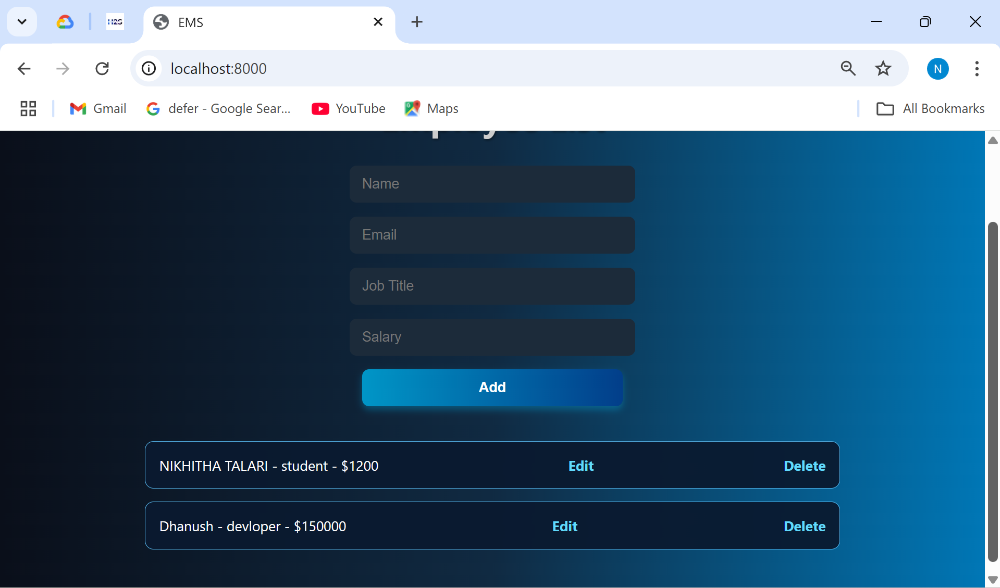 H2S
EMS
localhost:8000
N
Gmail
defer - Google Sear...
YouTube
Maps
All Bookmarks
Name
Email
Job Title
Salary
Add
NIKHITHA TALARI - student - $1200 Edit Delete
Dhanush - devloper - $150000 Edit Delete